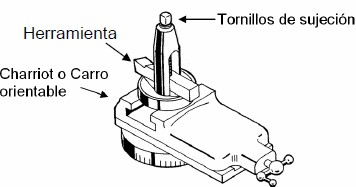 Tornillos de sujeción
Herramienta
Charriot o Carro
orientable